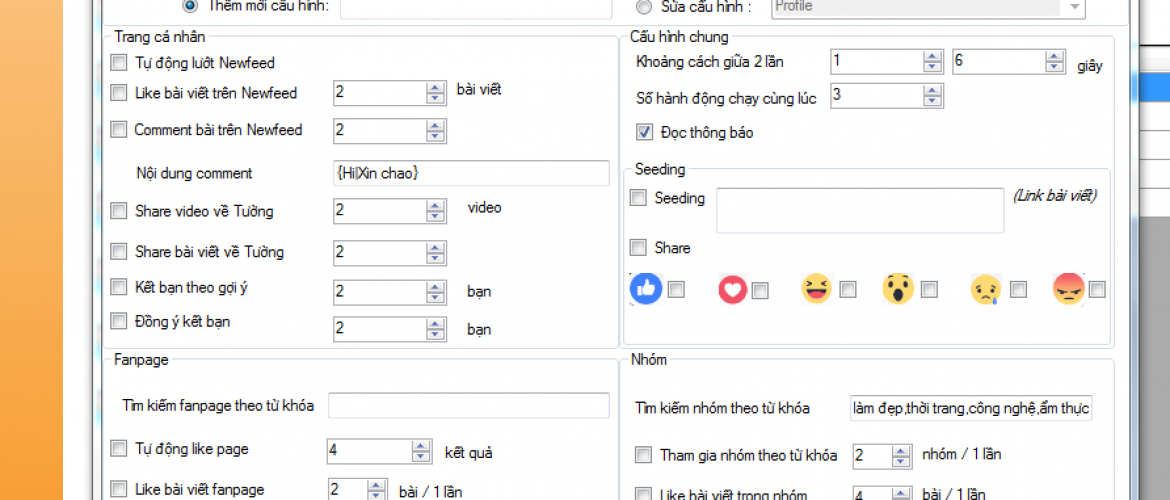 Thêm mới cấu hình:
Sửa cấu hình :
Profile
Trang cá nhân
Tự động lướt Newfeed
Like bài viết trên Newfeed
2
bài viết
Comment bài trên Newfeed
2
Nội dung comment
{Hi|Xin chao}
Share video về Tường
2
video
Share bài viết về Tường
2
Kết bạn theo gợi ý
2
bạn
Đồng ý kết bạn
2
bạn
Cấu hình chung
Khoảng cách giữa 2 lần
1
6
giây
Số hành động chạy cùng lúc
3
Đọc thông báo
Seeding
Seeding
(Link bài viết)
Share
Fanpage
Tìm kiếm fanpage theo từ khóa
Tự động like page
4
kết quả
Like bài viết fanpage
2
bài / 1 lần
Nhóm
Tìm kiếm nhóm theo từ khóa
làm đẹp,thời trang,công nghệ,ẩm thực
Tham gia nhóm theo từ khóa
2
nhóm / 1 lần
Like bài viết trong nhóm
4
bài / 1 lần